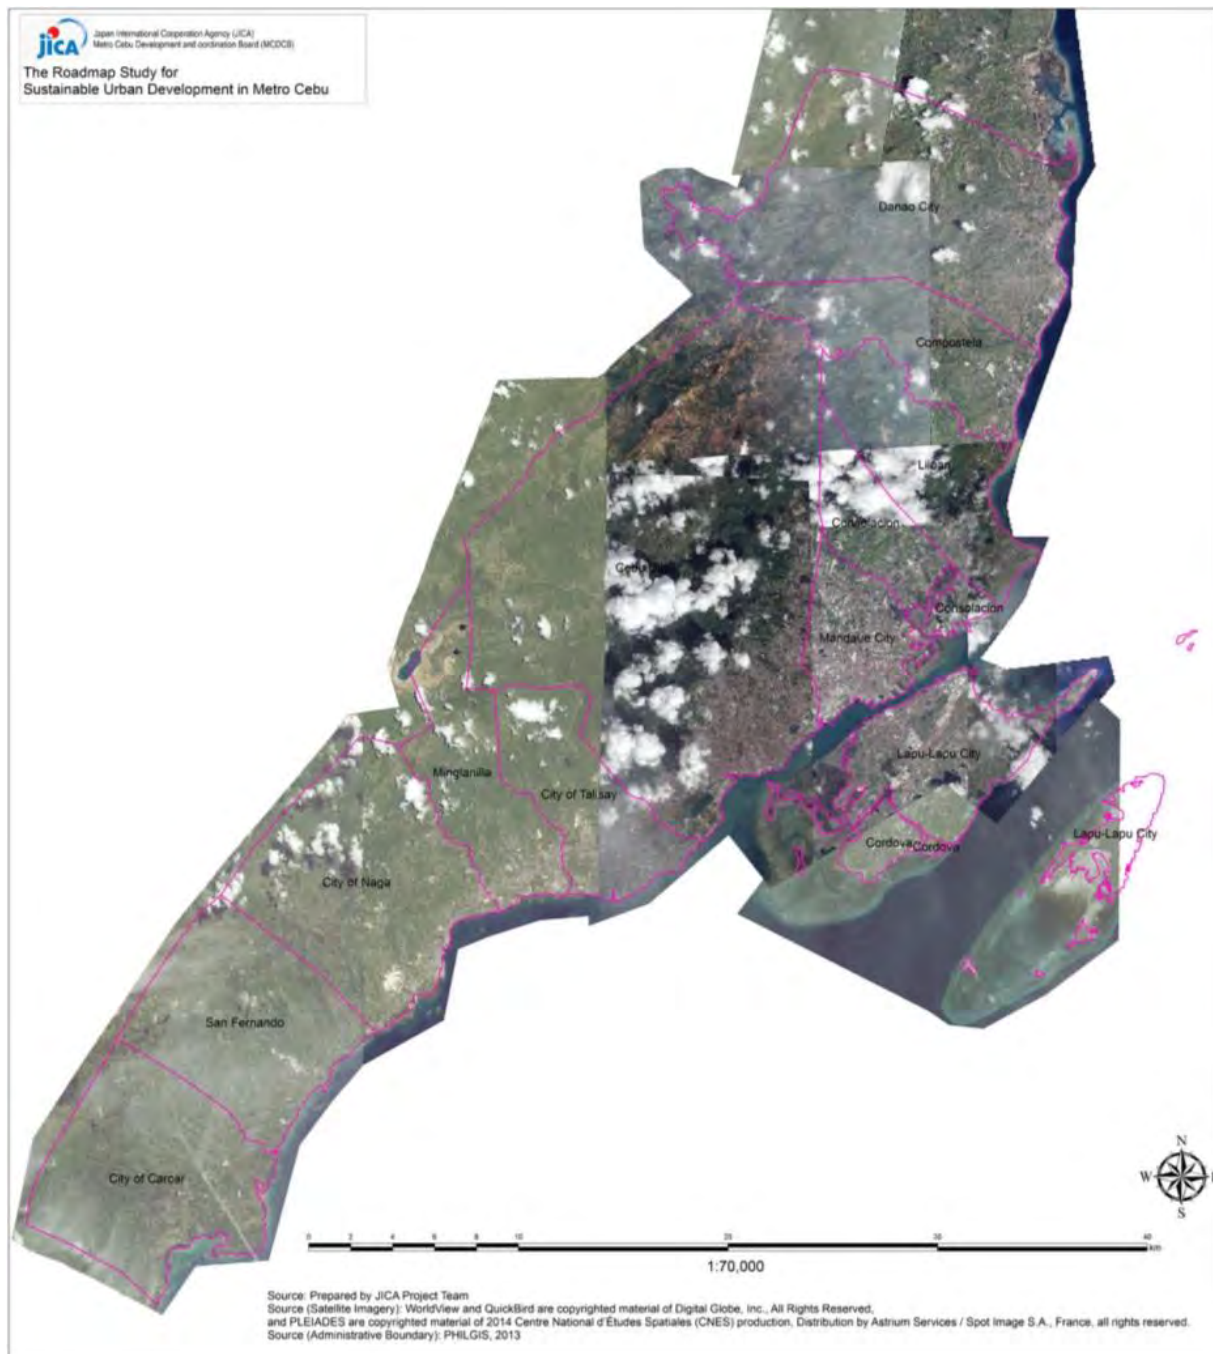 JICA
Japan International Cooperation Agency (JICA)
Metro Cebu Development and oordination Board (MCDCB)
The Roadmap Study for
Sustainable Urban Development in Metro Cebu
Danao City
Compostela
Liloan
Consolacion
Consolacion
Mandaue City
Lapu-Lapu City
Minglanilla
City of Talisay
Lapu-Lapu City
Cordova
Cordova
City of Naga
San Fernando
City of Carcar
N
W
S
0 2 4 6 8 10 20 30 40
km
1:70,000
Source: Prepared by JICA Project Team
Source (Satellite Imagery): WorldView and QuickBird are copyrighted material of Digital Globe, Inc., All Rights Reserved,
and PLEIADES are copyrighted material of 2014 Centre National d'Études Spatiales (CNES) production, Distribution by Astrium Services / Spot Image S.A., France, all rights reserved.
Source (Administrative Boundary): PHILGIS, 2013